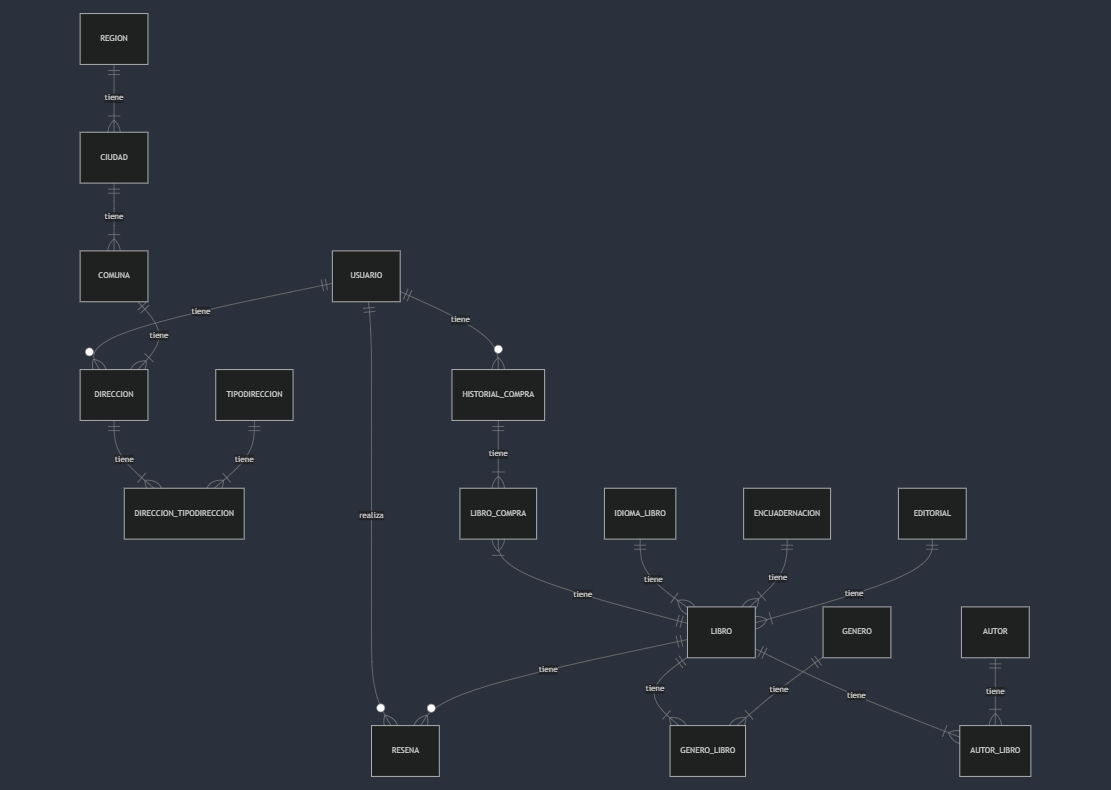 REGION
tiene
CIUDAD
tiene
COMUNA
USUARIO
tiene
tiene
tiene
DIRECCION
TIPODIRECCION
HISTORIAL_COMPRA
tiene
tiene
tiene
DIRECCION_TIPODIRECCION
realiza
LIBRO_COMPRA
IDIOMA_LIBRO
ENCUADERNACION
EDITORIAL
tiene
tiene
tiene
tiene
LIBRO
GENERO
AUTOR
tiene
tiene
tiene
tiene
tiene
RESENA
GENERO_LIBRO
AUTOR_LIBRO